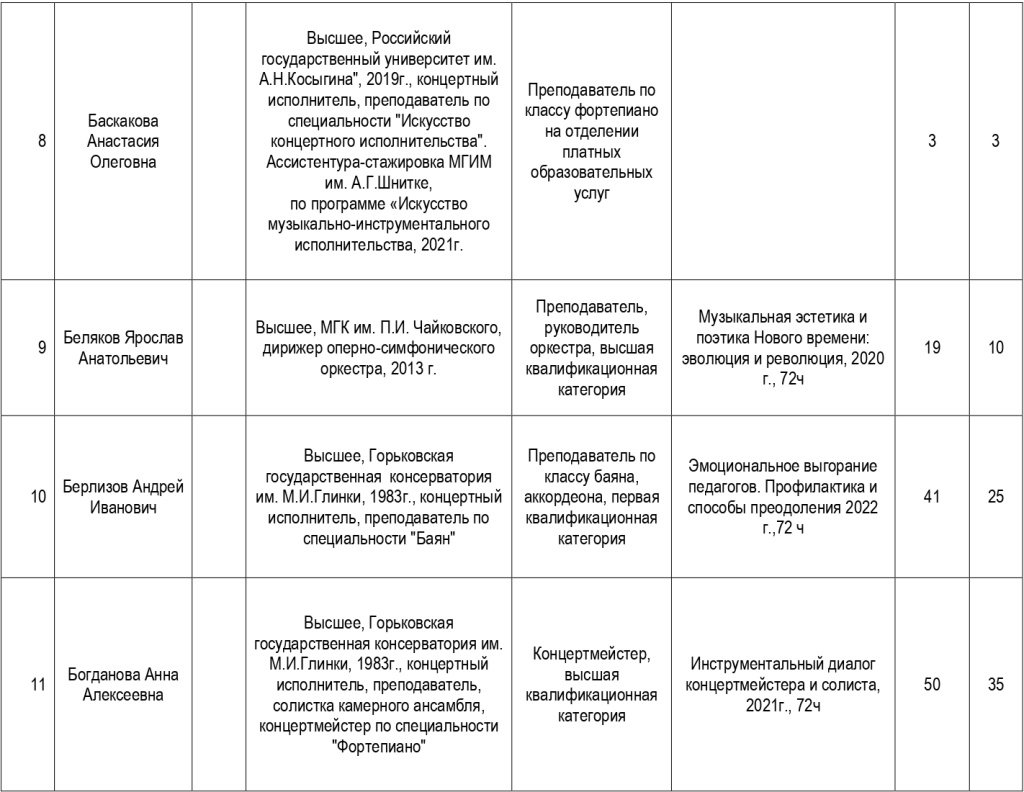 8
Баскакова
Анастасия
Олеговна
Высшее, Российский
государственный университет им.
А.Н.Косыгина", 2019г., концертный
исполнитель, преподаватель по
специальности "Искусство
концертного исполнительства".
Ассистентура-стажировка МГИМ
им. А.Г.Шнитке,
по программе «Искусство
музыкально-инструментального
исполнительства, 2021г.
Преподаватель по
классу фортепиано
на отделении
платных
образовательных
услуг
3
3
9
Беляков Ярослав
Анатольевич
Высшее, МГК им. П.И. Чайковского,
дирижер оперно-симфонического
оркестра, 2013 г.
Преподаватель,
руководитель
оркестра, высшая
квалификационная
категория
Музыкальная эстетика и
поэтика Нового времени:
эволюция и революция, 2020
г., 72ч
19
10
10
Берлизов Андрей
Иванович
Высшее, Горьковская
государственная консерватория
им. М.И.Глинки, 1983г., концертный
исполнитель, преподаватель по
специальности "Баян"
Преподаватель по
классу баяна,
аккордеона, первая
квалификационная
категория
Эмоциональное выгорание
педагогов. Профилактика и
способы преодоления 2022
г.,72 ч
41
25
11
Богданова Анна
Алексеевна
Высшее, Горьковская
государственная консерватория им.
М.И.Глинки, 1983г., концертный
исполнитель, преподаватель,
солистка камерного ансамбля,
концертмейстер по специальности
"Фортепиано"
Концертмейстер,
высшая
квалификационная
категория
Инструментальный диалог
концертмейстера и солиста,
2021г., 72ч
50
35